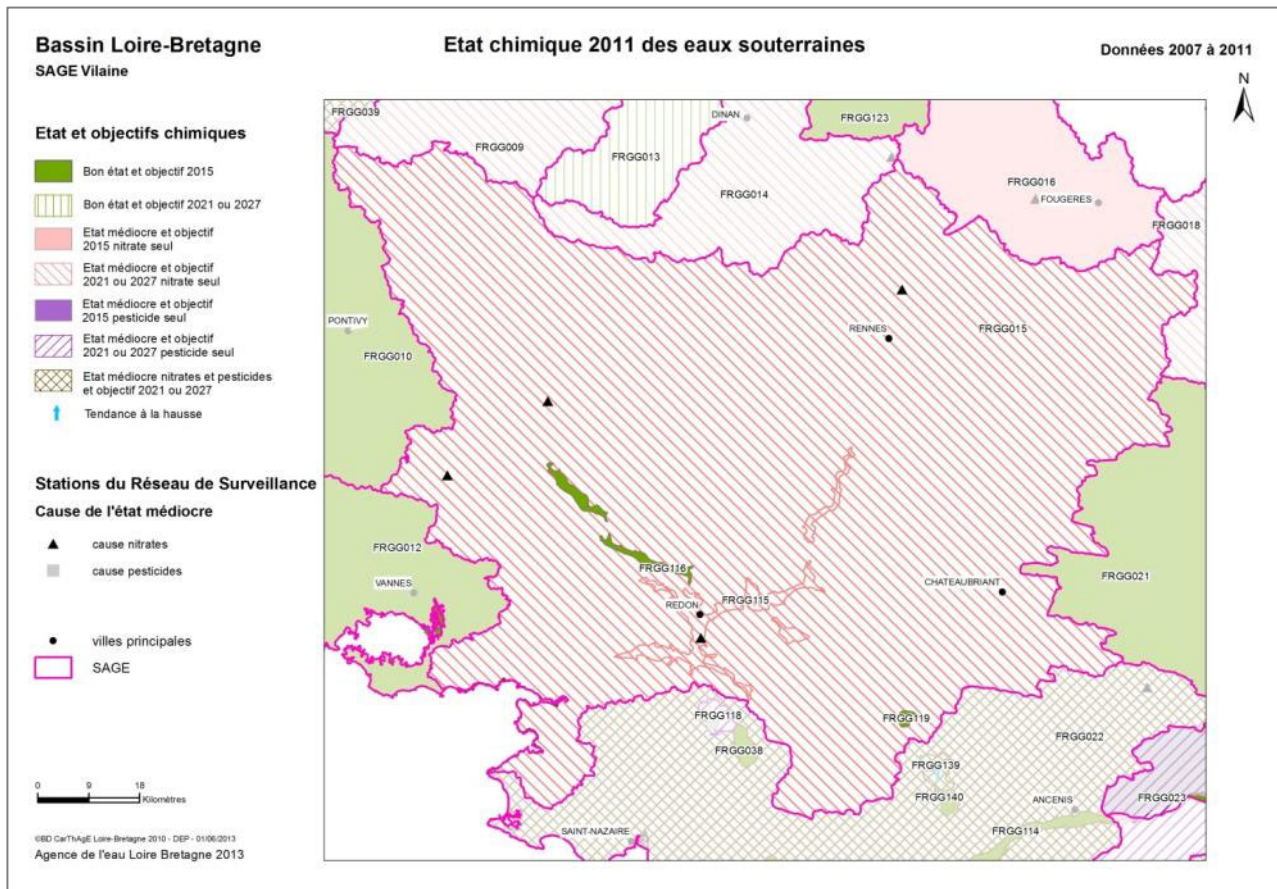 Bassin Loire-Bretagne
SAGE Vilaine
Etat chimique 2011 des eaux souterraines
Données 2007 à 2011
N
Etat et objectifs chimiques
Bon état et objectif 2015
Bon état et objectif 2021 ou 2027
Etat médiocre et objectif
2015 nitrate seul
Etat médiocre et objectif
2021 ou 2027 nitrate seul
Etat médiocre et objectif
2015 pesticide seul
Etat médiocre et objectif
2021 ou 2027 pesticide seul
Etat médiocre nitrates et pesticides
et objectif 2021 ou 2027
Tendance à la hausse
Stations du Réseau de Surveillance
Cause de l'état médiocre
cause nitrates
cause pesticides
villes principales
SAGE
0 9 18
Kilomètres
©BD CarThAgE Loire-Bretagne 2010 - DEP - 01/06/2013
Agence de l'eau Loire Bretagne 2013
FRGG039
DINAN
FRGG123
FRGG009
FRGG013
FRGG014
FRGG016
FOUGERES
FRGG018
PONTIVY
RENNES
FRGG015
FRGG010
FRGG012
FRGG116
FRGG021
VANNES
FRGG115
CHATEAUBRIANT
REDON
FRGG118
FRGG119
FRGG038
FRGG022
FRGG139
FRGG140
ANCENIS
FRGG023
SAINT-NAZAIRE
FRGG114